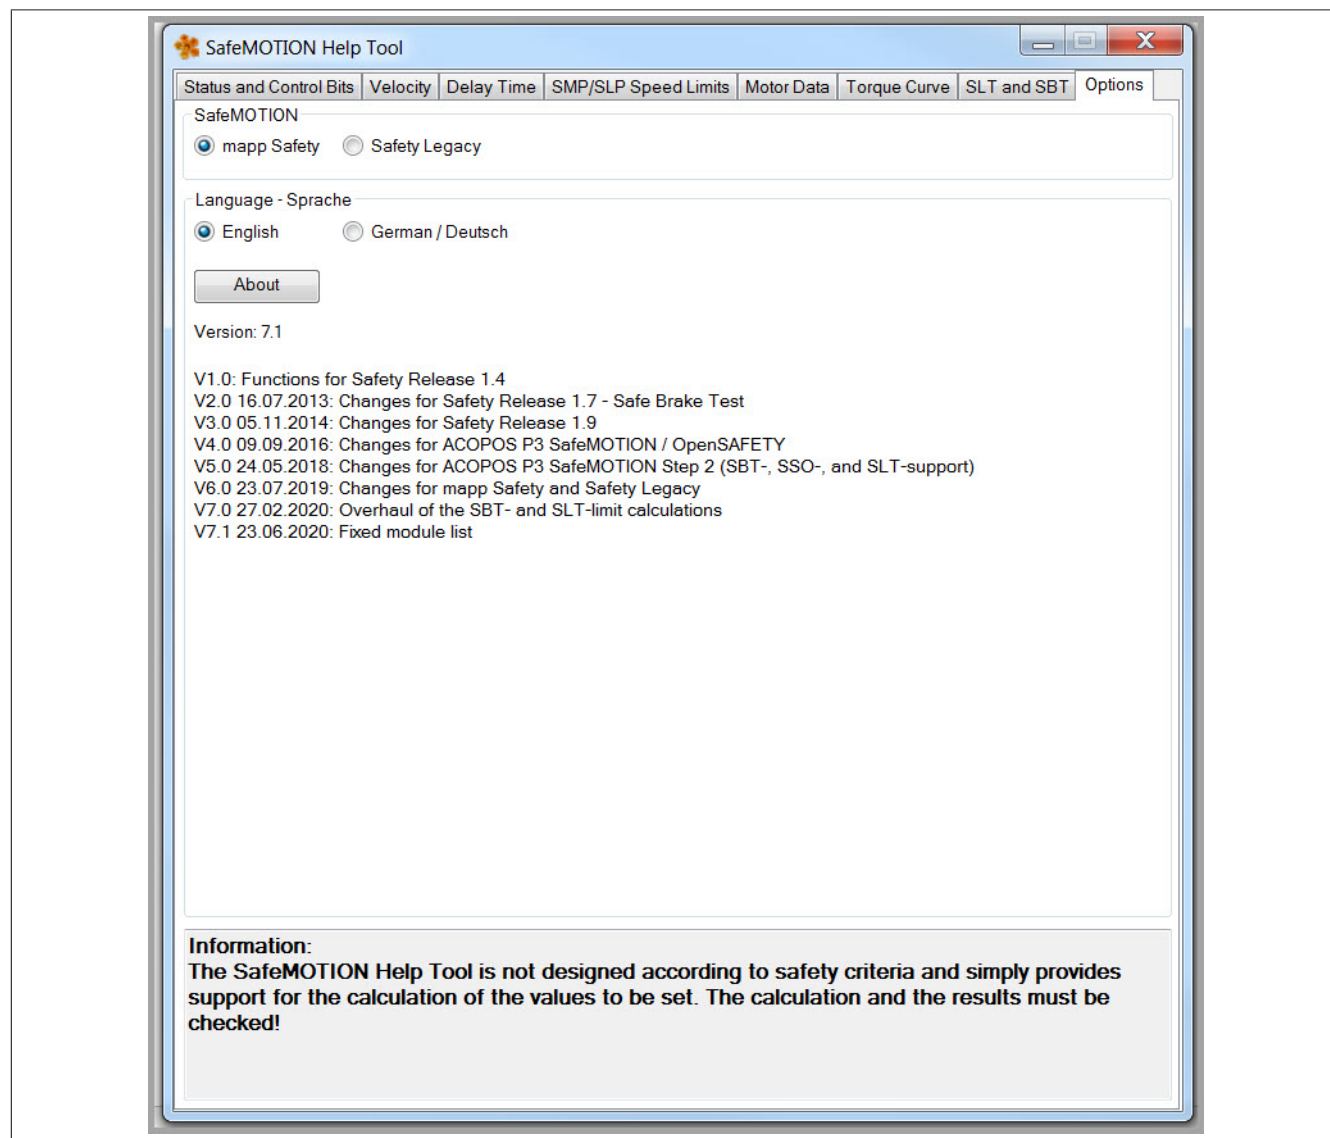 SafeMOTION Help Tool
Status and Control Bits Velocity Delay Time SMP/SLP Speed Limits Motor Data Torque Curve SLT and SBT Options
SafeMOTION
mapp Safety Safety Legacy
Language - Sprache
English German / Deutsch
About
Version: 7.1
V1.0: Functions for Safety Release 1.4
V2.0 16.07.2013: Changes for Safety Release 1.7 - Safe Brake Test
V3.0 05.11.2014: Changes for Safety Release 1.9
V4.0 09.09.2016: Changes for ACOPOS P3 SafeMOTION / OpenSAFETY
V5.0 24.05.2018: Changes for ACOPOS P3 SafeMOTION Step 2 (SBT-, SSO-, and SLT-support)
V6.0 23.07.2019: Changes for mapp Safety and Safety Legacy
V7.0 27.02.2020: Overhaul of the SBT- and SLT-limit calculations
V7.1 23.06.2020: Fixed module list
Information:
The SafeMOTION Help Tool is not designed according to safety criteria and simply provides
support for the calculation of the values to be set. The calculation and the results must be
checked!